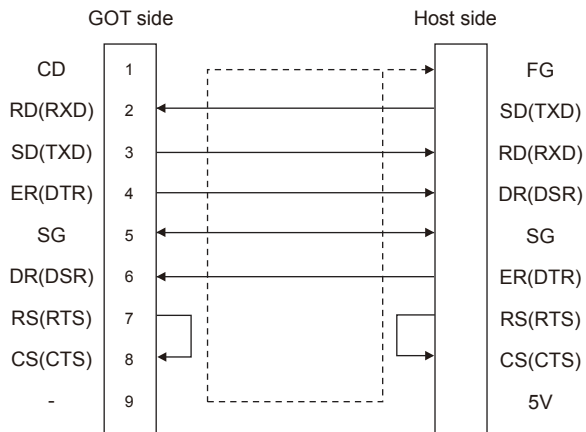 GOT side Host side
CD 1 FG
RD(RXD) 2 SD(TXD)
SD(TXD) 3 RD(RXD)
ER(DTR) 4 DR(DSR)
SG 5 SG
DR(DSR) 6 ER(DTR)
RS(RTS) 7 RS(RTS)
CS(CTS) 8 CS(CTS)
- 9 5V